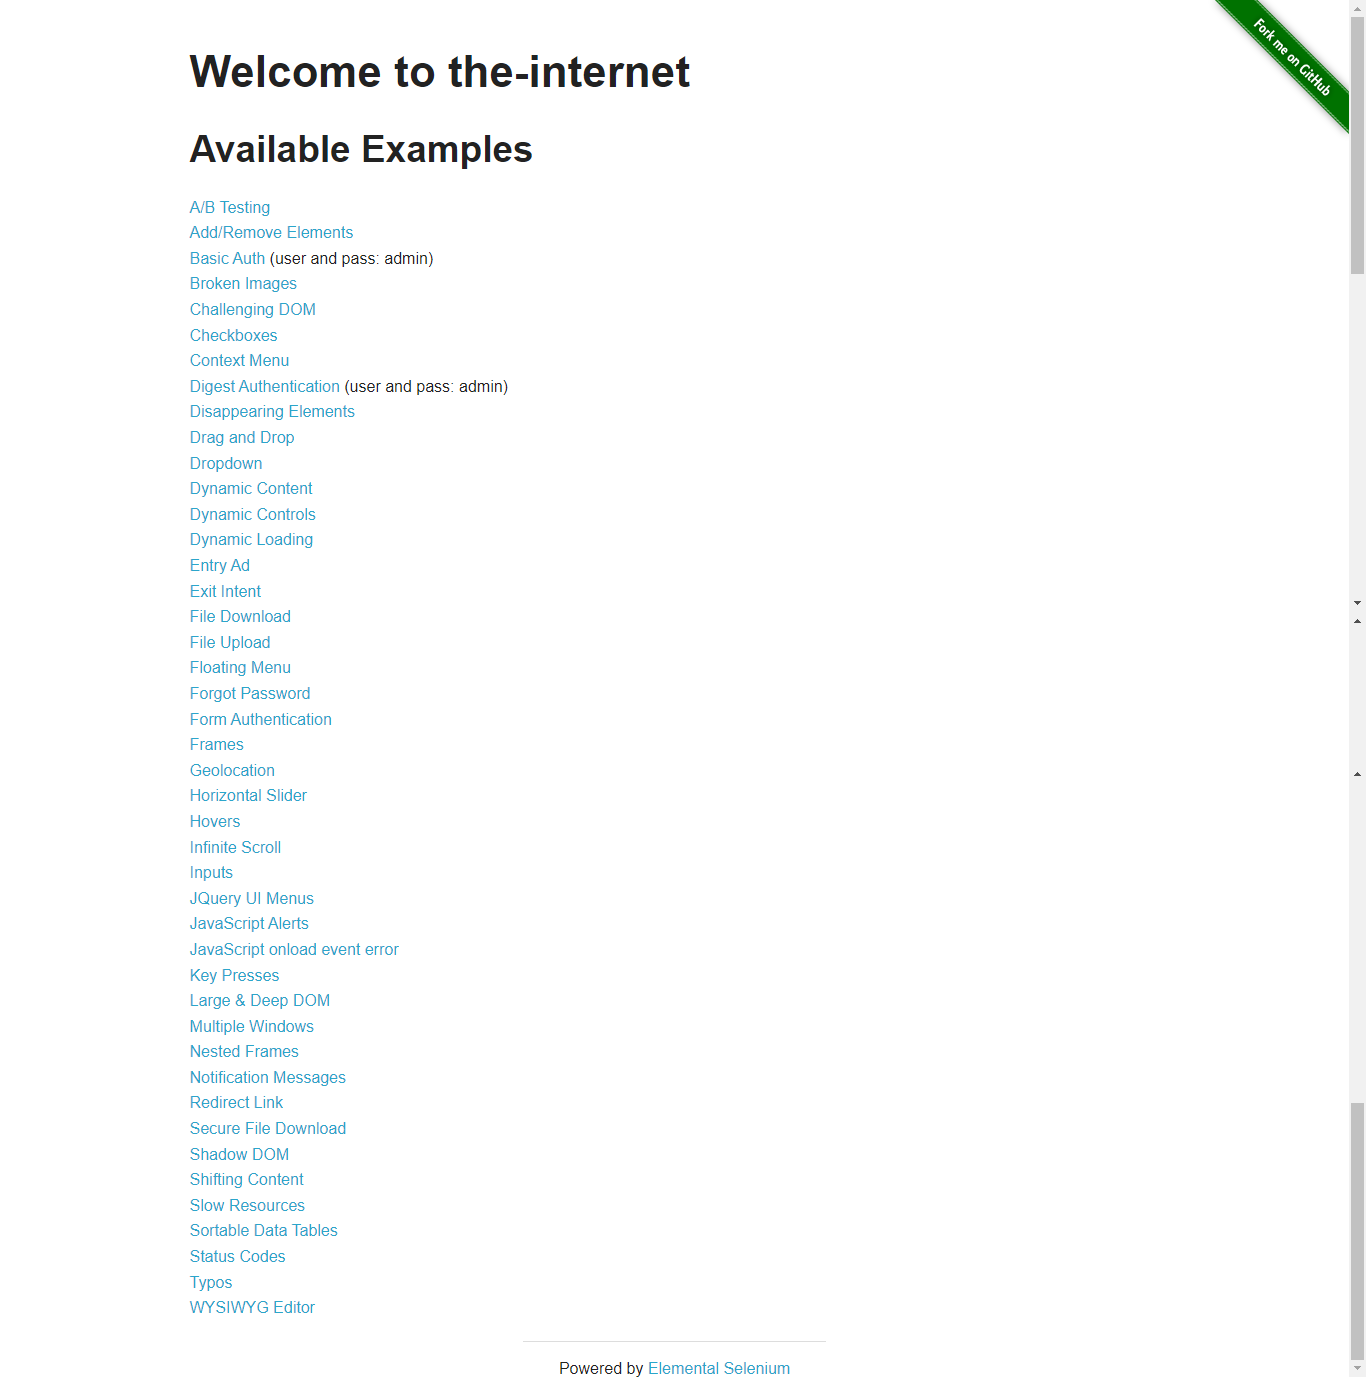 Fork me on GitHub
Welcome to the-internet
Available Examples
A/B Testing
Add/Remove Elements
Basic Auth (user and pass: admin)
Broken Images
Challenging DOM
Checkboxes
Context Menu
Digest Authentication (user and pass: admin)
Disappearing Elements
Drag and Drop
Dropdown
Dynamic Content
Dynamic Controls
Dynamic Loading
Entry Ad
Exit Intent
File Download
File Upload
Floating Menu
Forgot Password
Form Authentication
Frames
Geolocation
Horizontal Slider
Hovers
Infinite Scroll
Inputs
JQuery UI Menus
JavaScript Alerts
JavaScript onload event error
Key Presses
Large & Deep DOM
Multiple Windows
Nested Frames
Notification Messages
Redirect Link
Secure File Download
Shadow DOM
Shifting Content
Slow Resources
Sortable Data Tables
Status Codes
Typos
WYSIWYG Editor
Powered by Elemental Selenium